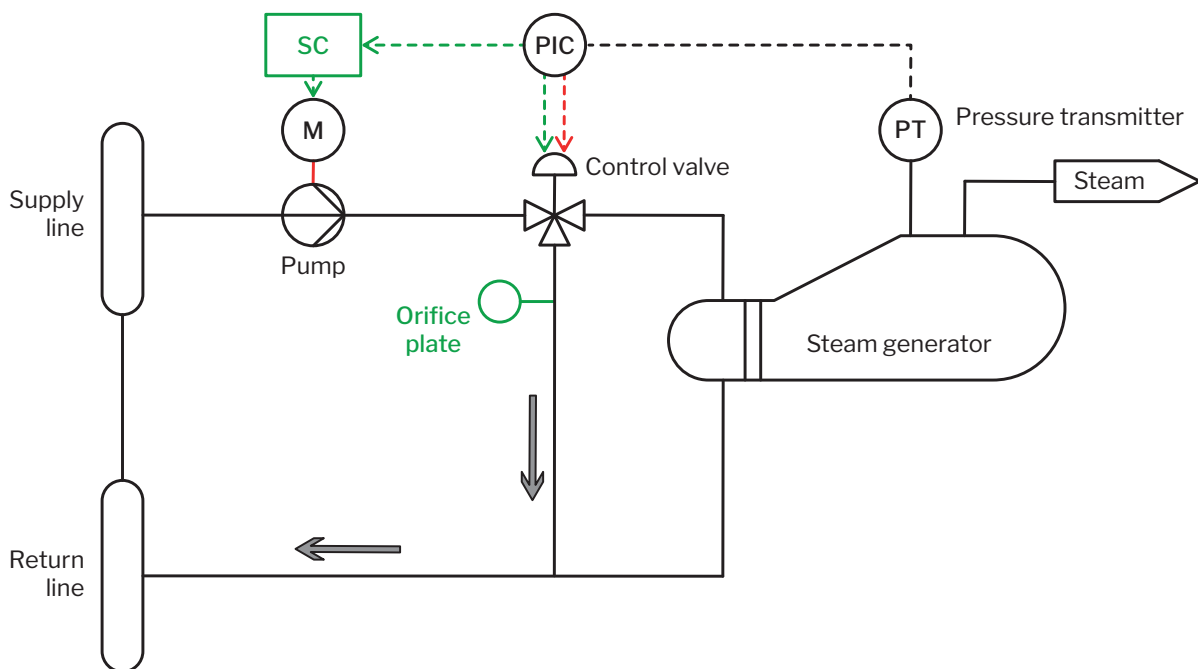 SC
PIC
M
PT
Pressure transmitter
Control valve
Steam
Supply
line
Pump
Orifice
plate
Steam generator
Return
line